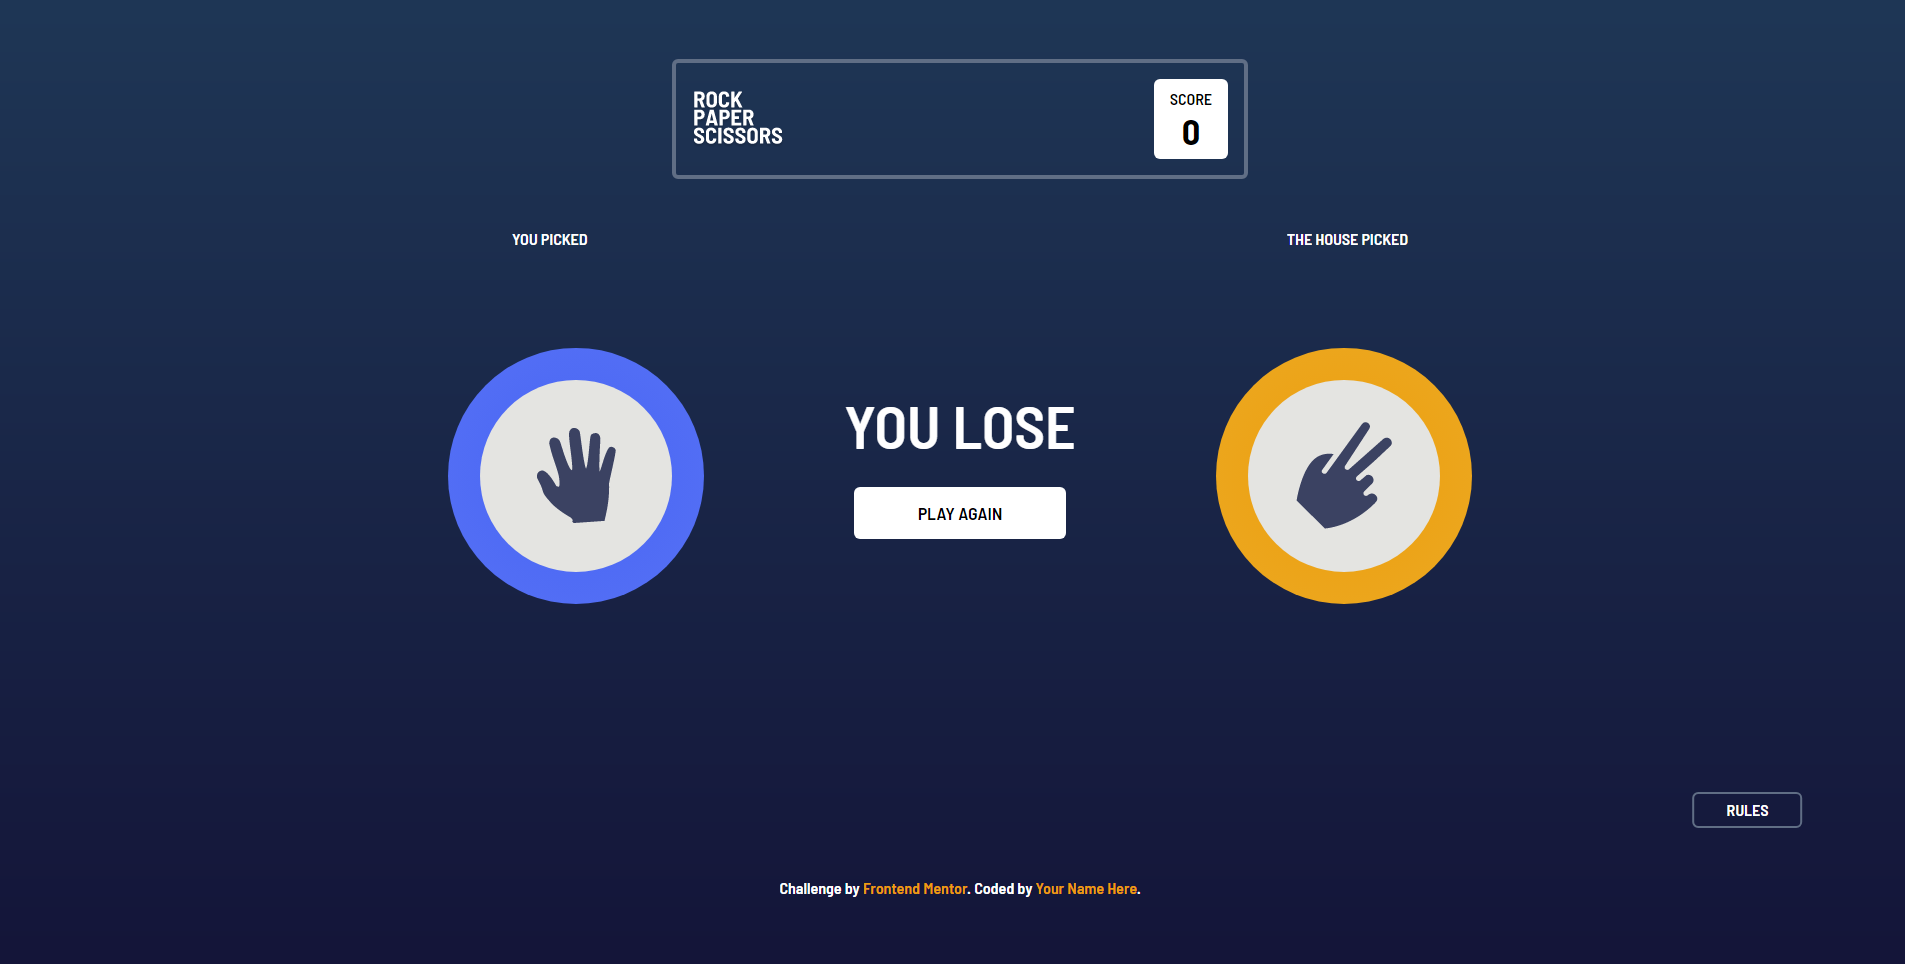 ROCK
PAPER
SCISSORS
SCORE
0
YOU PICKED
THE HOUSE PICKED
YOU LOSE
PLAY AGAIN
RULES
Challenge by Frontend Mentor. Coded by Your Name Here.